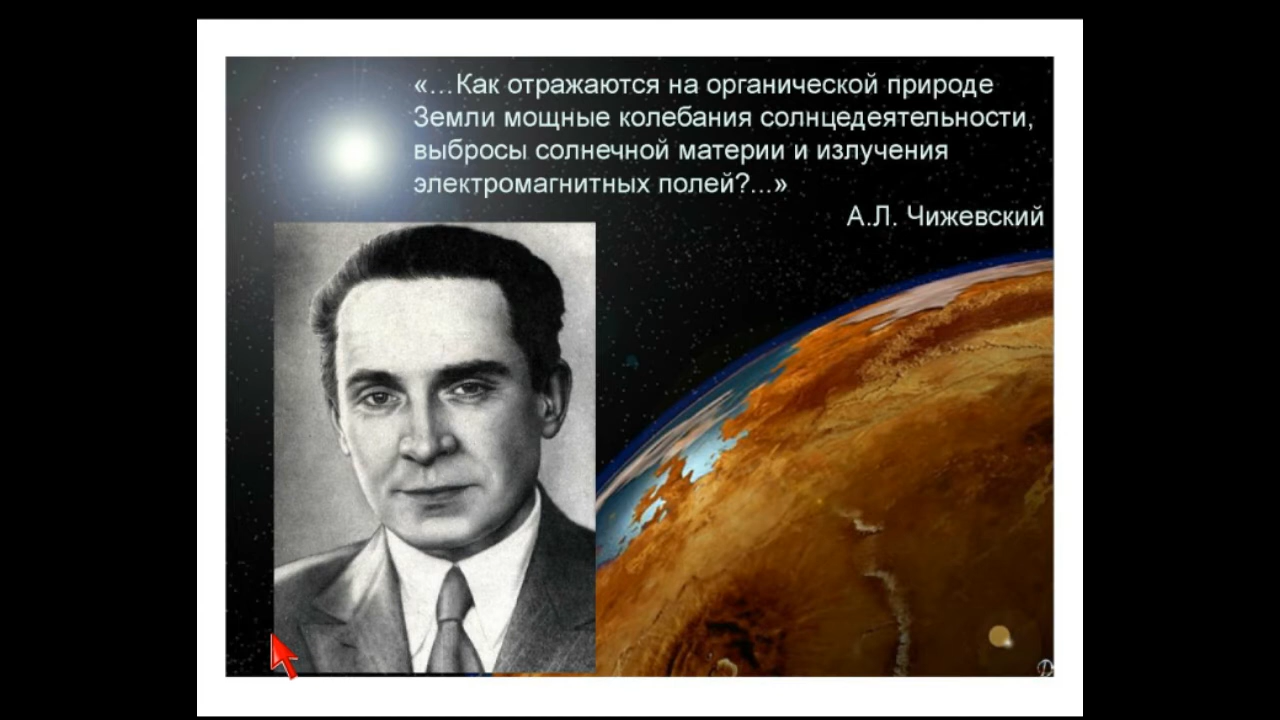 «…Как отражаются на органической природе
Земли мощные колебания солнцедеятельности,
выбросы солнечной материи и излучения
электромагнитных полей?...»
А.Л. Чижевский